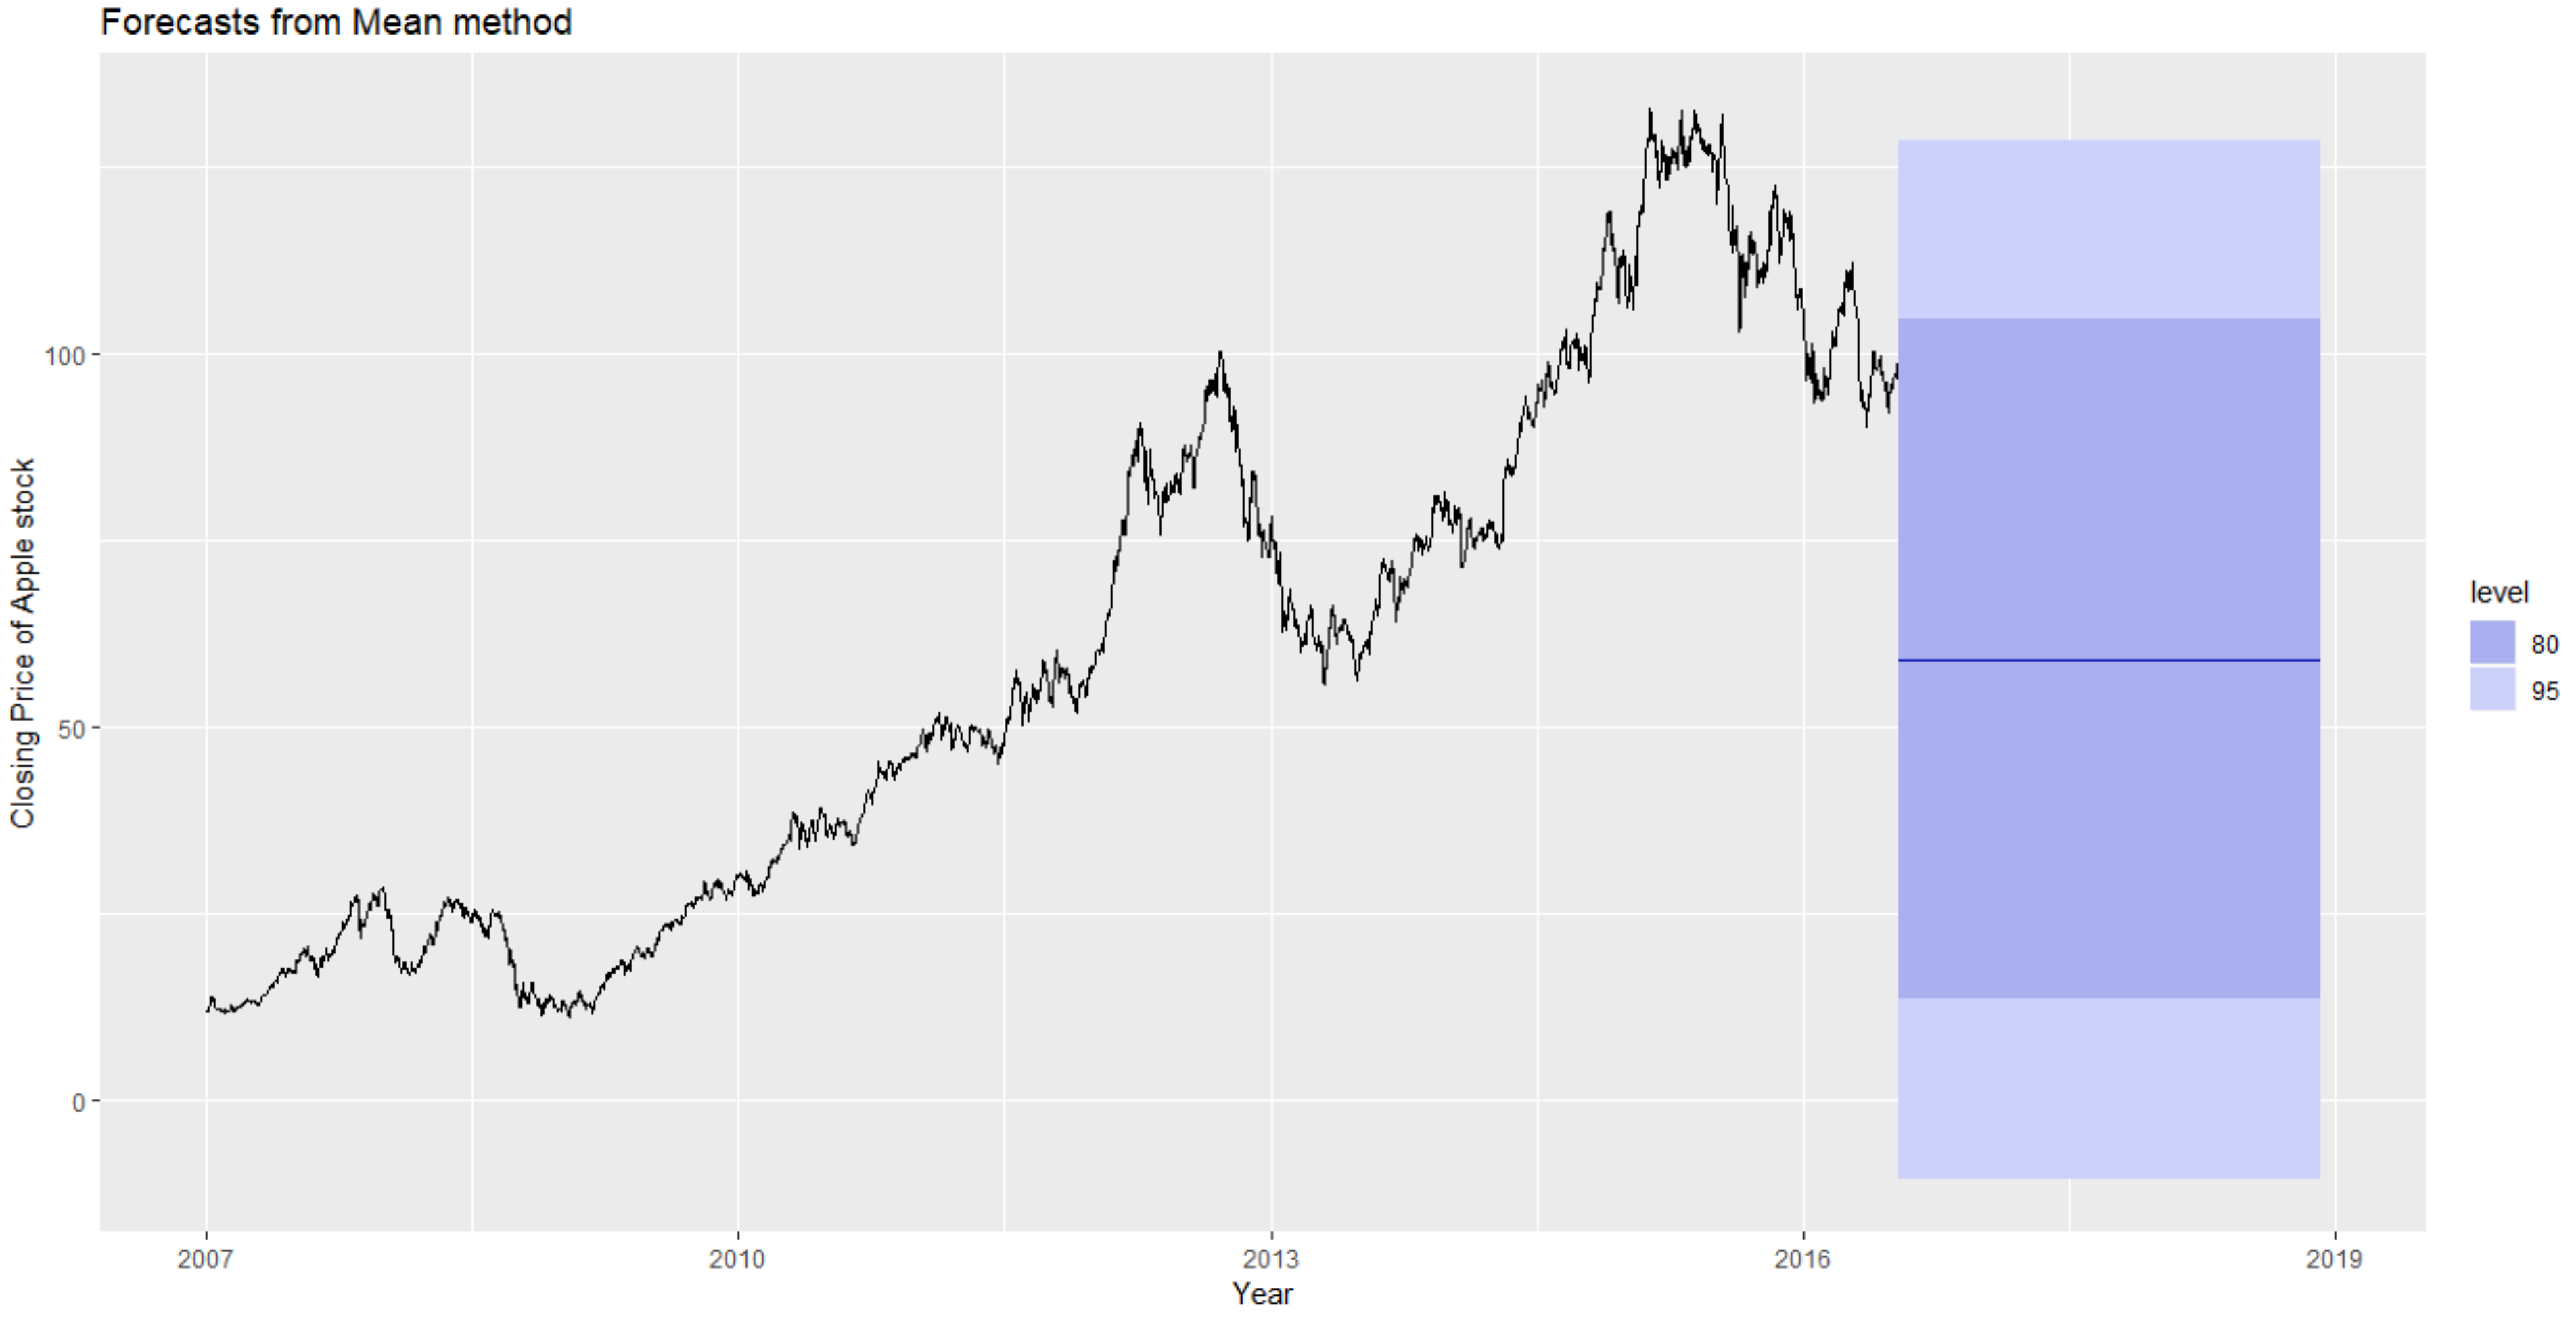 Forecasts from Mean method
Closing Price of Apple stock
100
50
0
2007
2010
2013
2016
2019
Year
level
80
95